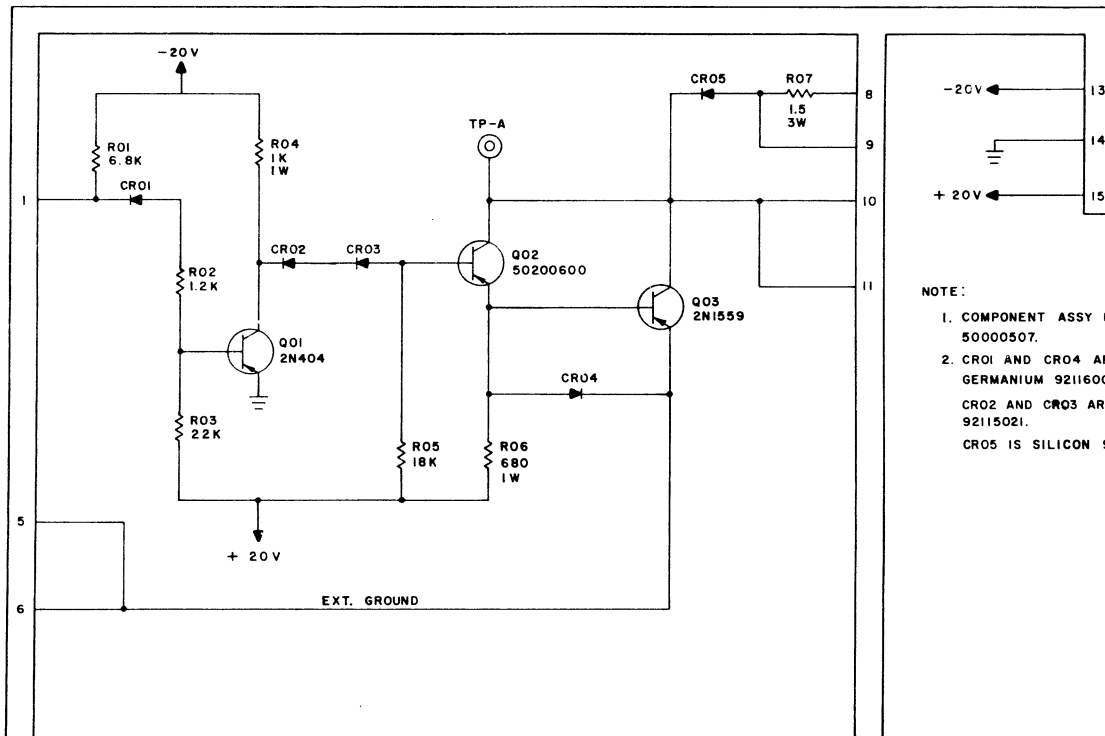 -20V
R01
6.8K
CR01
1
R02
1.2K
R03
22K
R04
1K
1W
Q01
2N404
+ 20V
CR02
CR03
R05
18K
TP-A
Q02
50200600
R06
680
1W
CR04
CR05
R07
1.5
3W
Q03
2N1559
8
9
10
11
5
6
EXT. GROUND
-20V
13
14
+ 20V
15
NOTE:
1. COMPONENT ASSY
50000507.
2. CR01 AND CR04
GERMANIUM 921160
CR02 AND CR03 AR
92115021.
CR05 IS SILICON